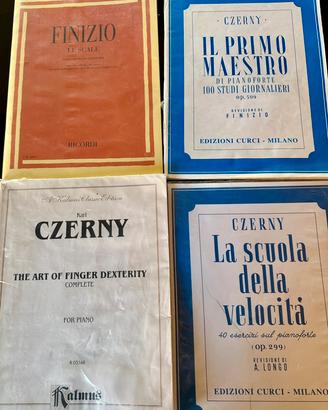 FINIZIO
LE SCALE
RICORDI
CZERNY
IL PRIMO
MAESTRO
DI PIANOFORTE
100 STUDI GIORNALIERI
op. 599
REVISIONE DI
FINIZIO
EDIZIONI CURCI - MILANO
A Kalmus Classic Edition
Karl
CZERNY
THE ART OF FINGER DEXTERITY
COMPLETE
FOR PIANO
K 03348
Kalmus
CZERNY
La scuola
della
velocità
40 esercizi sul pianoforte
(op. 299)
REVISIONE DI
A. LONGO
EDIZIONI CURCI - MILANO